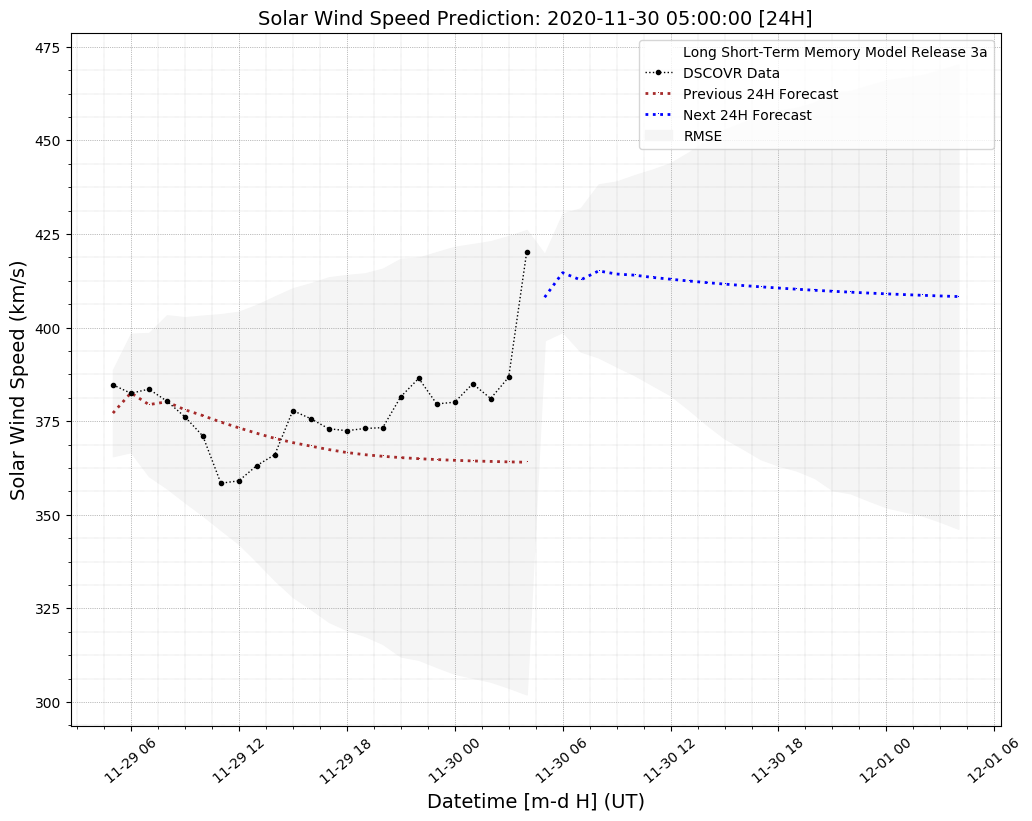 Solar Wind Speed Prediction: 2020-11-30 05:00:00 [24H]
Long Short-Term Memory Model Release 3a
DSCOVR Data
Previous 24H Forecast
Next 24H Forecast
RMSE
Solar Wind Speed (km/s)
475
450
425
400
375
350
325
300
11-29 06
11-29 12
11-29 18
11-30 00
11-30 06
11-30 12
11-30 18
12-01 00
12-01 06
Datetime [m-d H] (UT)